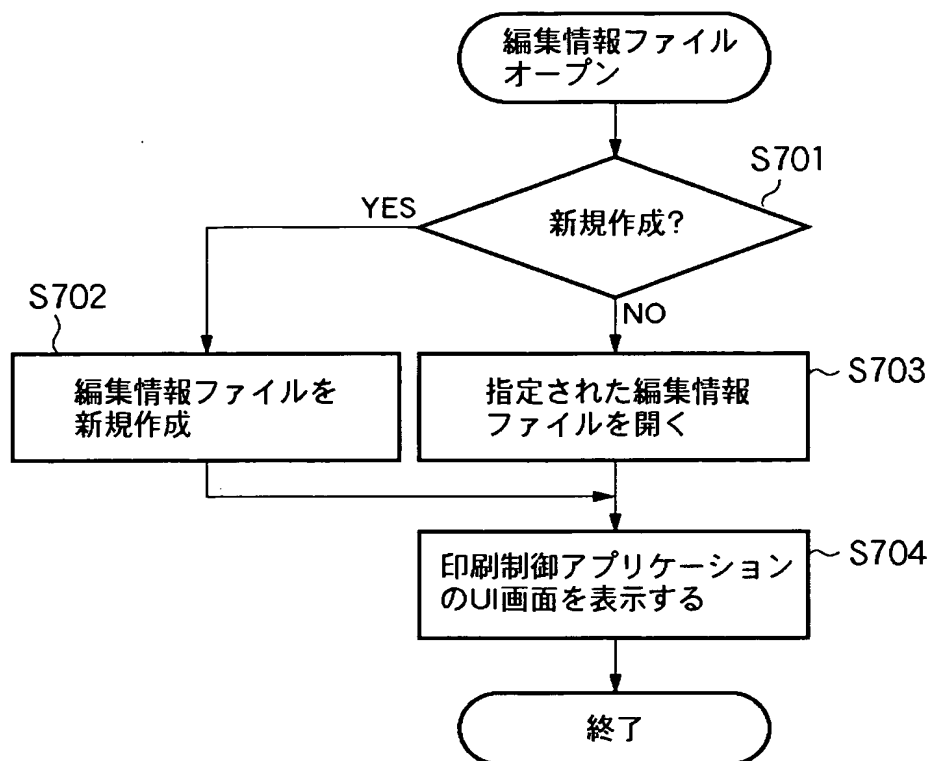 編集情報ファイル
オープン
S701
新規作成?
YES
NO
S702
編集情報ファイルを
新規作成
S703
指定された編集情報
ファイルを開く
S704
印刷制御アプリケーション
のUI画面を表示する
終了